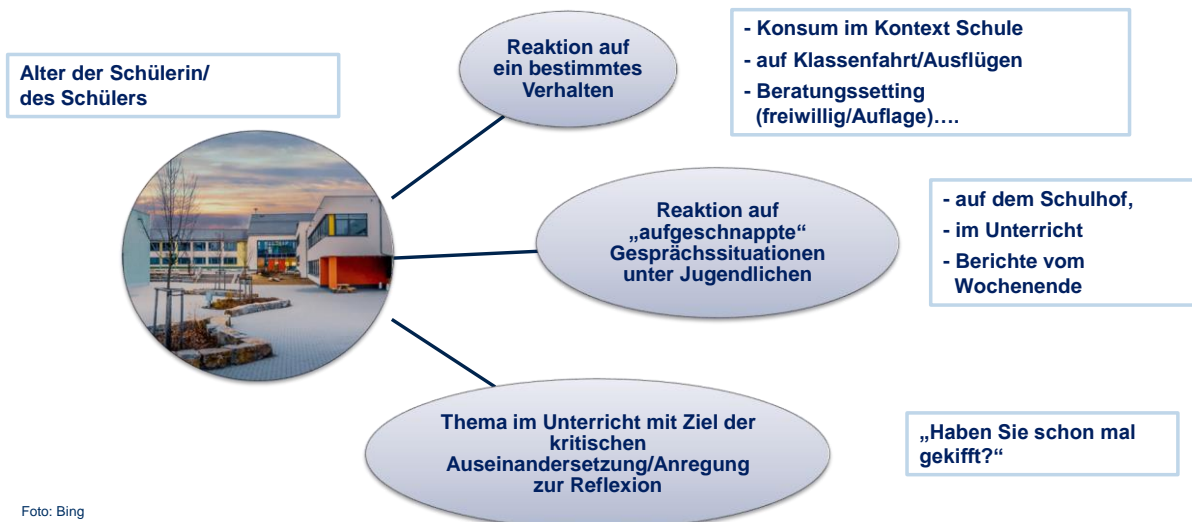 Alter der Schülerin/
des Schülers
Reaktion auf
ein bestimmtes
Verhalten
- Konsum im Kontext Schule
- auf Klassenfahrt/Ausflügen
- Beratungssetting
(freiwillig/Auflage)....
Reaktion auf
„aufgeschnappte“
Gesprächssituationen
unter Jugendlichen
- auf dem Schulhof,
- im Unterricht
- Berichte vom
Wochenende
Thema im Unterricht mit Ziel der
kritischen
Auseinandersetzung/Anregung
zur Reflexion
„Haben Sie schon mal
gekifft?“
Foto: Bing